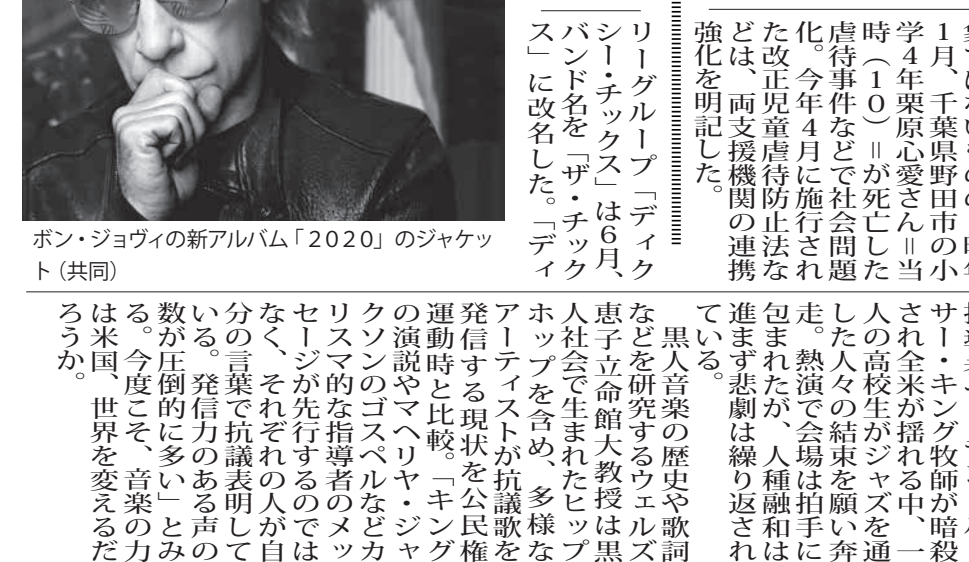 1月、千葉県野田市の小
学4年栗原心愛さん＝当
時（10）＝が死亡した
虐待事件などで社会問題
化。今年4月に施行され
た改正児童虐待防止法な
どは、両支援機関の連携
強化を明記した。
リーグループ「ディク
シー・チックス」は6月、
バンド名を「ザ・チック
ス」に改名した。「ディ
ボン・ジョヴィの新アルバム「2020」のジャケッ
ト（共同）
サー・キング牧師が暗殺
され全米が揺れる中、一
人の高校生がジャズを通
した人々の結束を願い奔
走。熱演で会場は拍手に
包まれたが、人種融和は
進まず悲劇は繰り返され
ている。
黒人音楽の歴史や歌詞
などを研究するウェルズ
恵子立命館大教授は黒
人社会で生まれたヒップ
ホップを含め、多様な
アーティストが抗議歌を
発信する現状を公民権
運動時と比較。「キング
の演説やマヘリヤ・ジャ
クソンのゴスペルなどカ
リスマ的な指導者のメッ
セージが先行するのでは
なく、それぞれの人が自
分の言葉で抗議表明して
いる。発信力のある声の
数が圧倒的に多い」とみ
る。今度こそ、音楽の力
は米国、世界を変えるだ
ろうか。